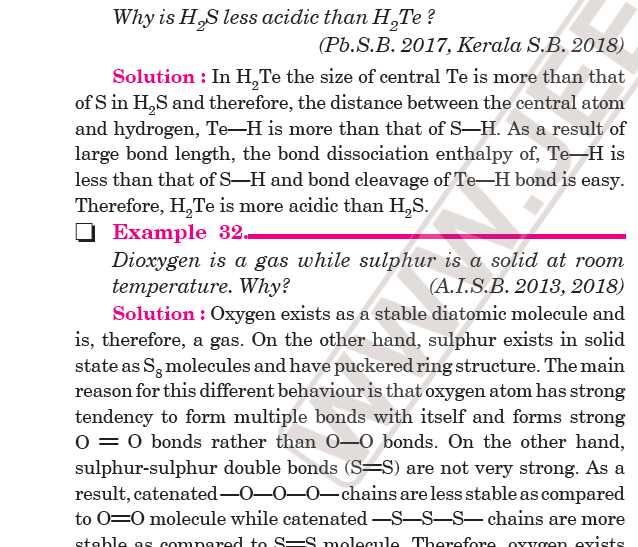 Why is H₂S less acidic than H₂Te ?
(Pb.S.B. 2017, Kerala S.B. 2018)
Solution : In H₂Te the size of central Te is more than that
of S in H₂S and therefore, the distance between the central atom
and hydrogen, Te—H is more than that of S—H. As a result of
large bond length, the bond dissociation enthalpy of, Te—H is
less than that of S—H and bond cleavage of Te—H bond is easy.
Therefore, H₂Te is more acidic than H₂S.
❑ Example 32.
Dioxygen is a gas while sulphur is a solid at room
temperature. Why? (A.I.S.B. 2013, 2018)
Solution : Oxygen exists as a stable diatomic molecule and
is, therefore, a gas. On the other hand, sulphur exists in solid
state as S₈ molecules and have puckered ring structure. The main
reason for this different behaviour is that oxygen atom has strong
tendency to form multiple bonds with itself and forms strong
O = O bonds rather than O—O bonds. On the other hand,
sulphur-sulphur double bonds (S=S) are not very strong. As a
result, catenated —O—O—O— chains are less stable as compared
to O=O molecule while catenated —S—S—S— chains are more
stable as compared to S=S molecule. Therefore, oxygen exists
WWW.JEE